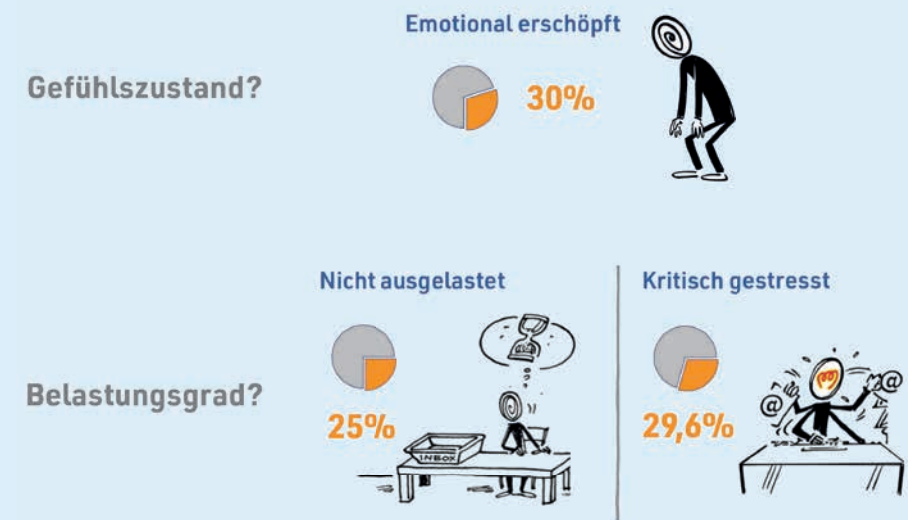 Emotional erschöpft
Gefühlszustand?
30%
Nicht ausgelastet
Kritisch gestresst
Belastungsgrad?
25%
INBOX
29,6%
@
@